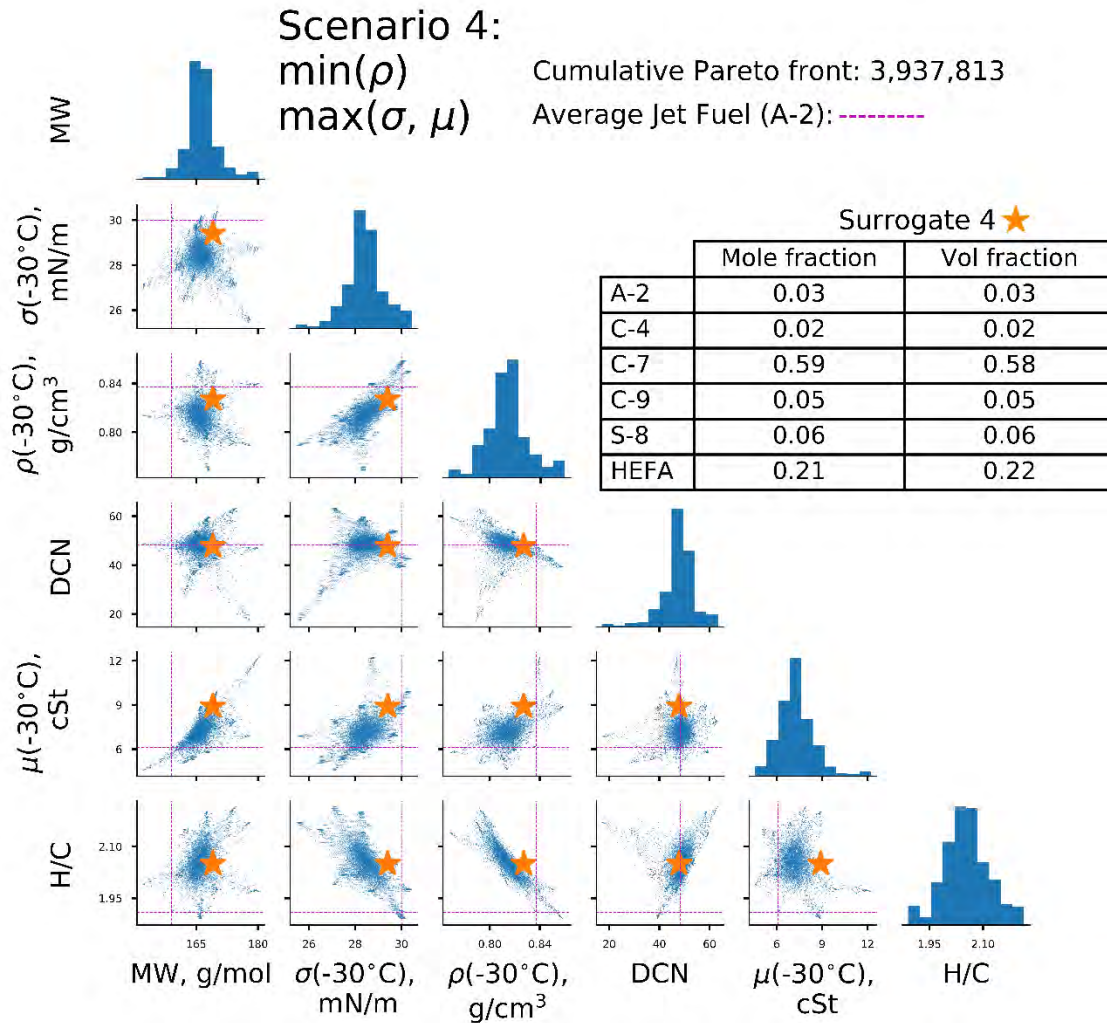 Scenario 4:
min(ρ)
max(σ, μ)
Cumulative Pareto front: 3,937,813
Average Jet Fuel (A-2):
MW
σ(-30°C),
mN/m
30
28
26
Surrogate 4
Mole fraction Vol fraction
A-2 0.03 0.03
C-4 0.02 0.02
C-7 0.59 0.58
C-9 0.05 0.05
S-8 0.06 0.06
HEFA 0.21 0.22
ρ(-30°C),
g/cm³
0.84
0.80
DCN
60
40
20
μ(-30°C),
cSt
12
9
6
H/C
2.10
1.95
165 180 26 28 30 0.80 0.84 20 40 60 6 9 12 1.95 2.10
MW, g/mol σ(-30°C), ρ(-30°C), DCN μ(-30°C), H/C
mN/m g/cm³ cSt